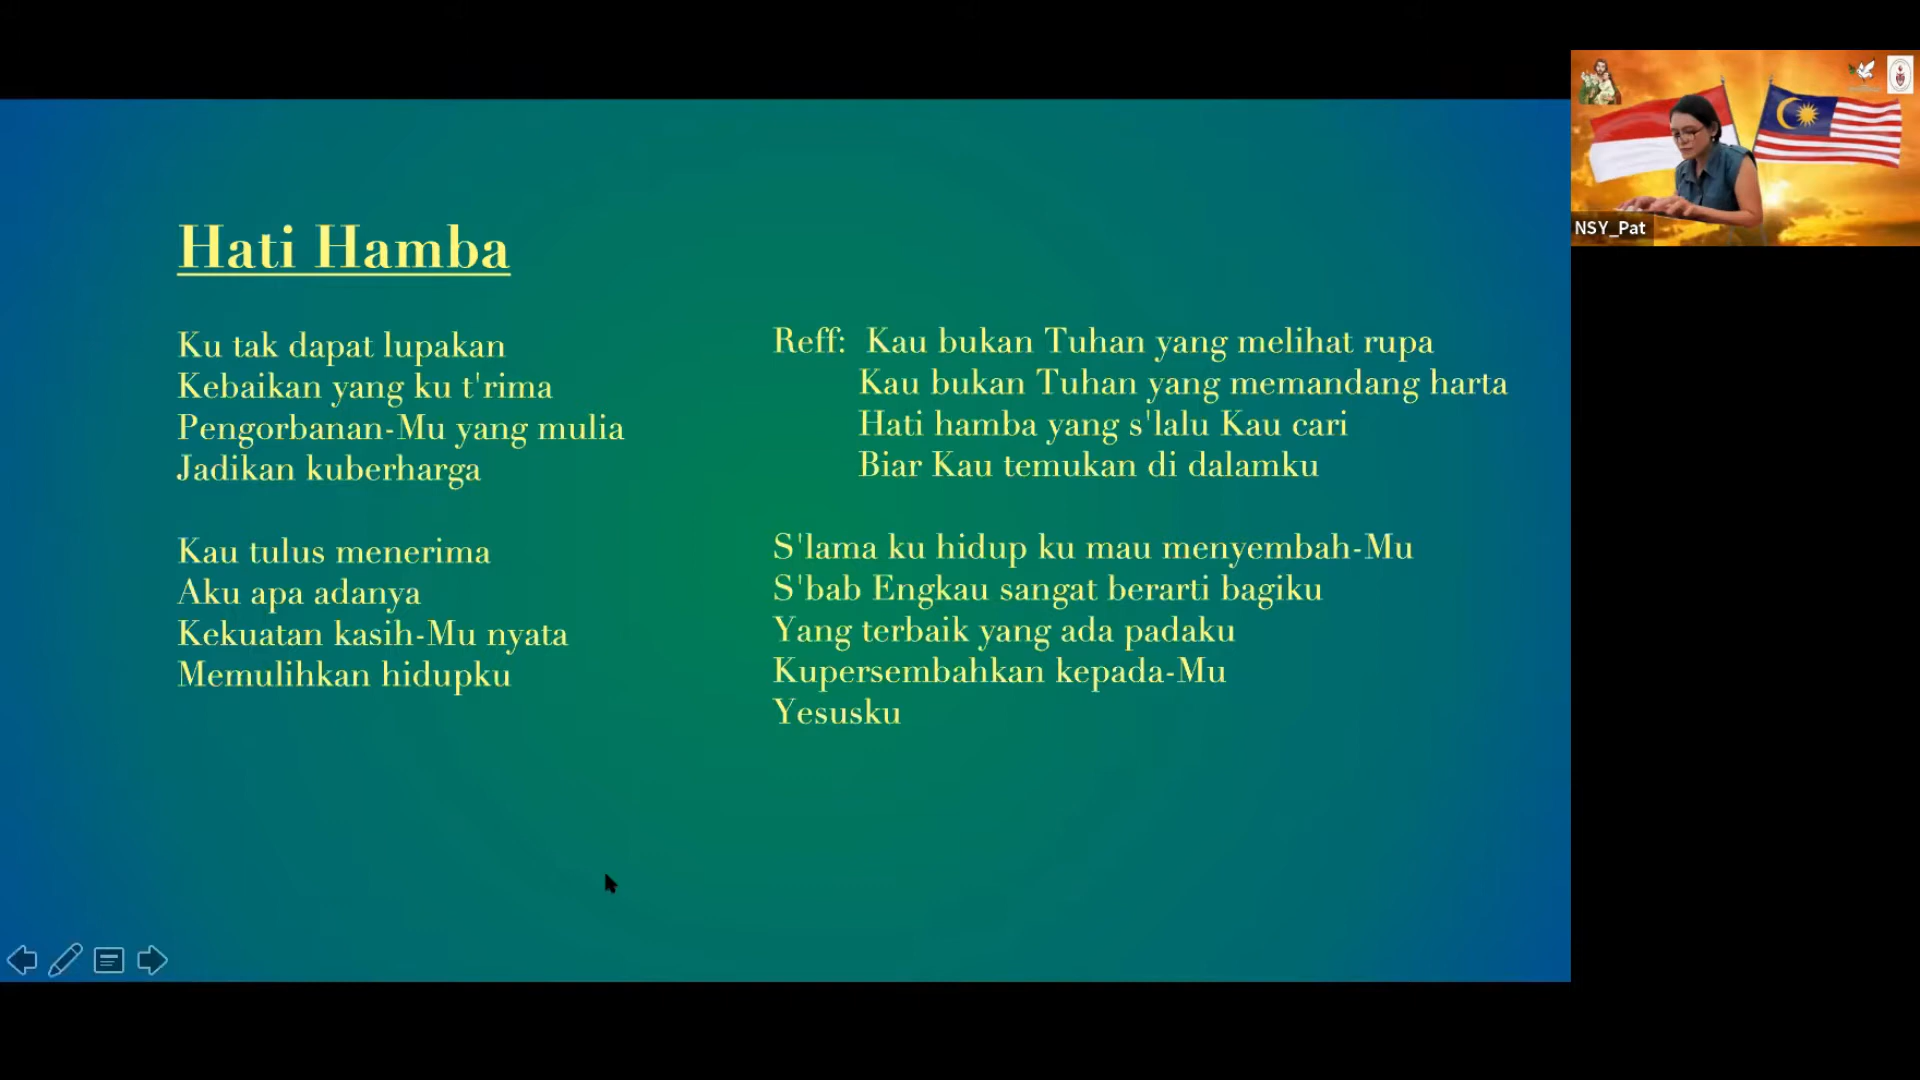 Hati Hamba
Ku tak dapat lupakan
Kebaikan yang ku t'rima
Pengorbanan-Mu yang mulia
Jadikan kuberharga
Kau tulus menerima
Aku apa adanya
Kekuatan kasih-Mu nyata
Memulihkan hidupku
Reff: Kau bukan Tuhan yang melihat rupa
Kau bukan Tuhan yang memandang harta
Hati hamba yang s'lalu Kau cari
Biar Kau temukan di dalamku
S'lama ku hidup ku mau menyembah-Mu
S'bab Engkau sangat berarti bagiku
Yang terbaik yang ada padaku
Kupersembahkan kepada-Mu
Yesusku
NSY_Pat